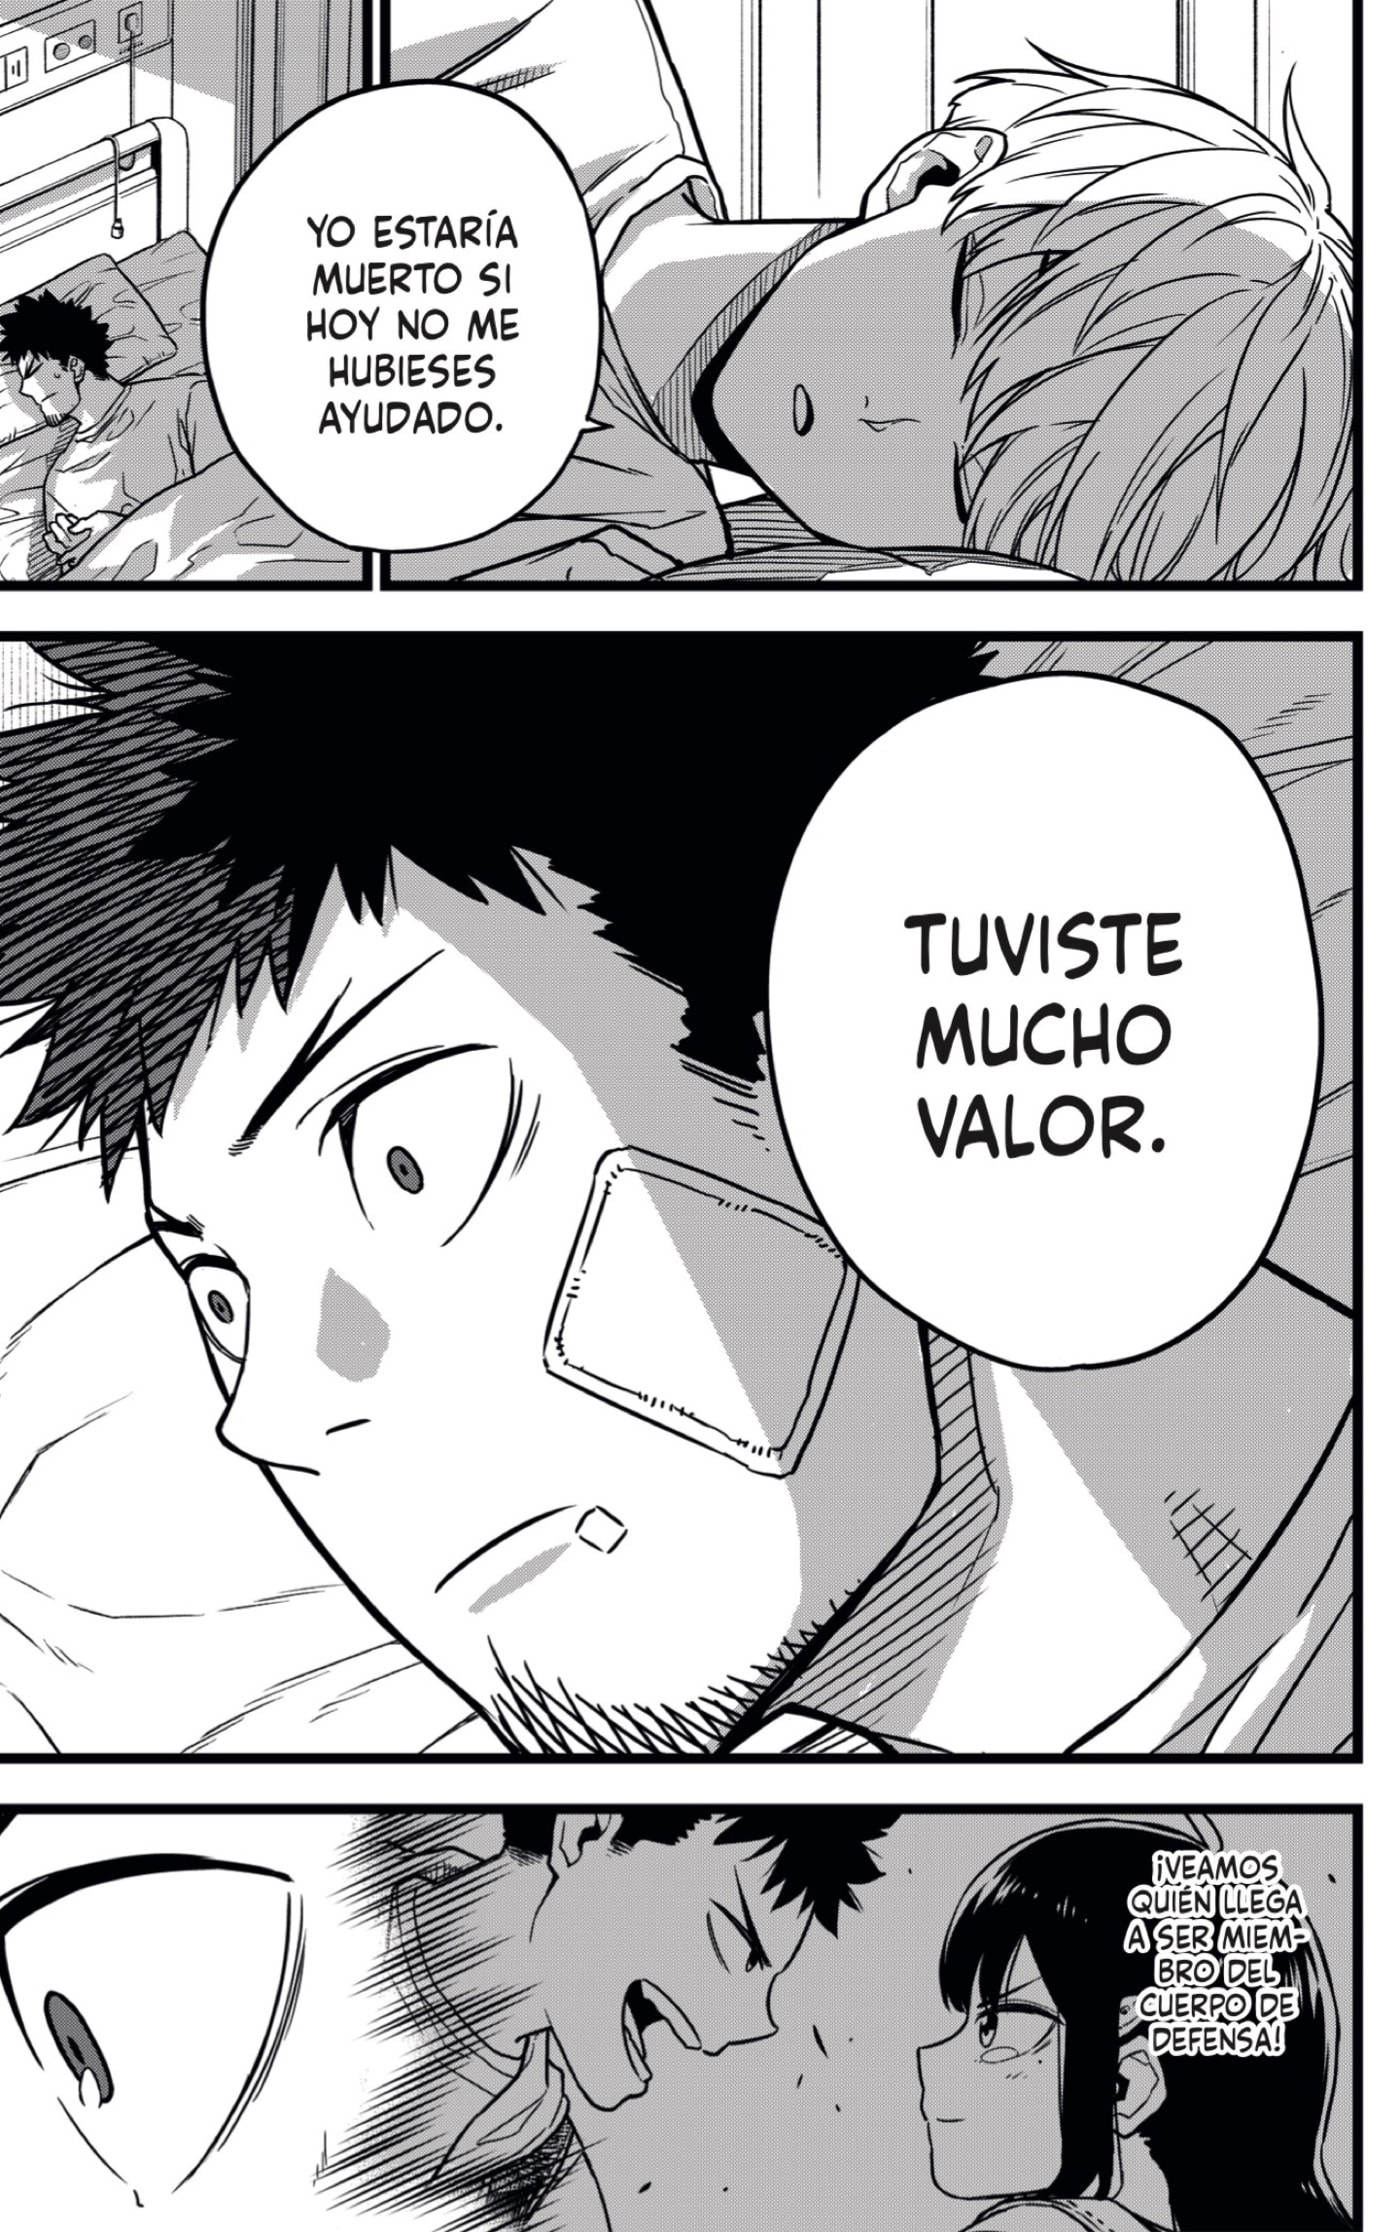 YO ESTARÍA
MUERTO SI
HOY NO ME
HUBIESES
AYUDADO.
TUVISTE
MUCHO
VALOR.
¡VEAMOS
QUIÉN LLEGA
A SER MIEM-
BRO DEL
CUERPO DE
DEFENSA!